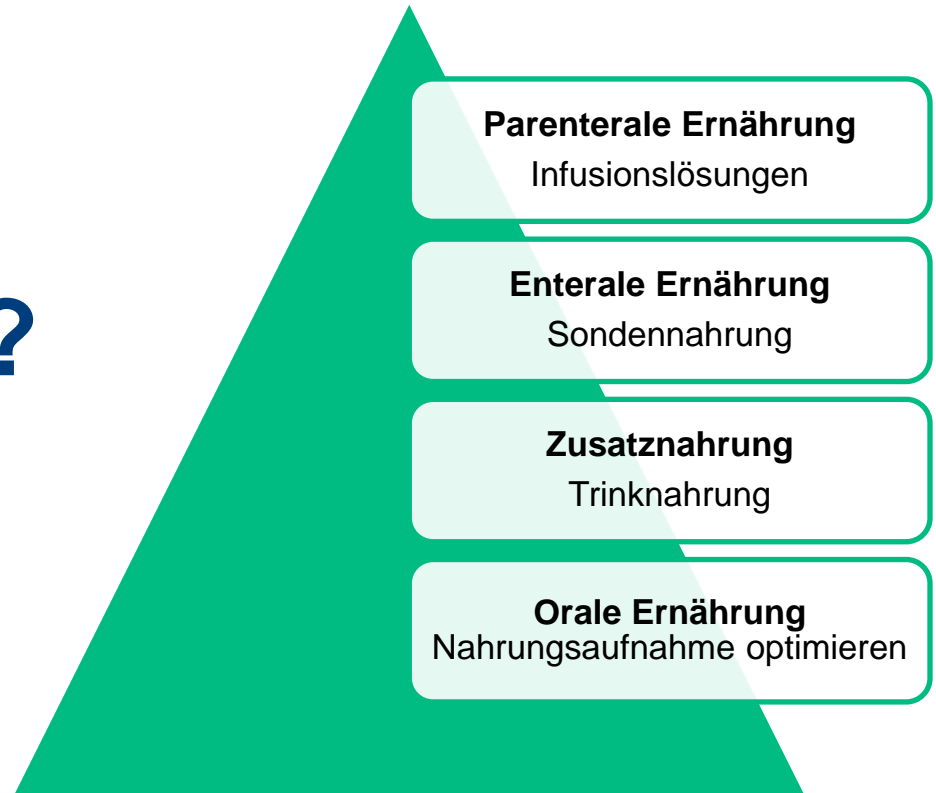 Parenterale Ernährung
Infusionslösungen
Enterale Ernährung
Sondennahrung
?
Zusatznahrung
Trinknahrung
Orale Ernährung
Nahrungsaufnahme optimieren